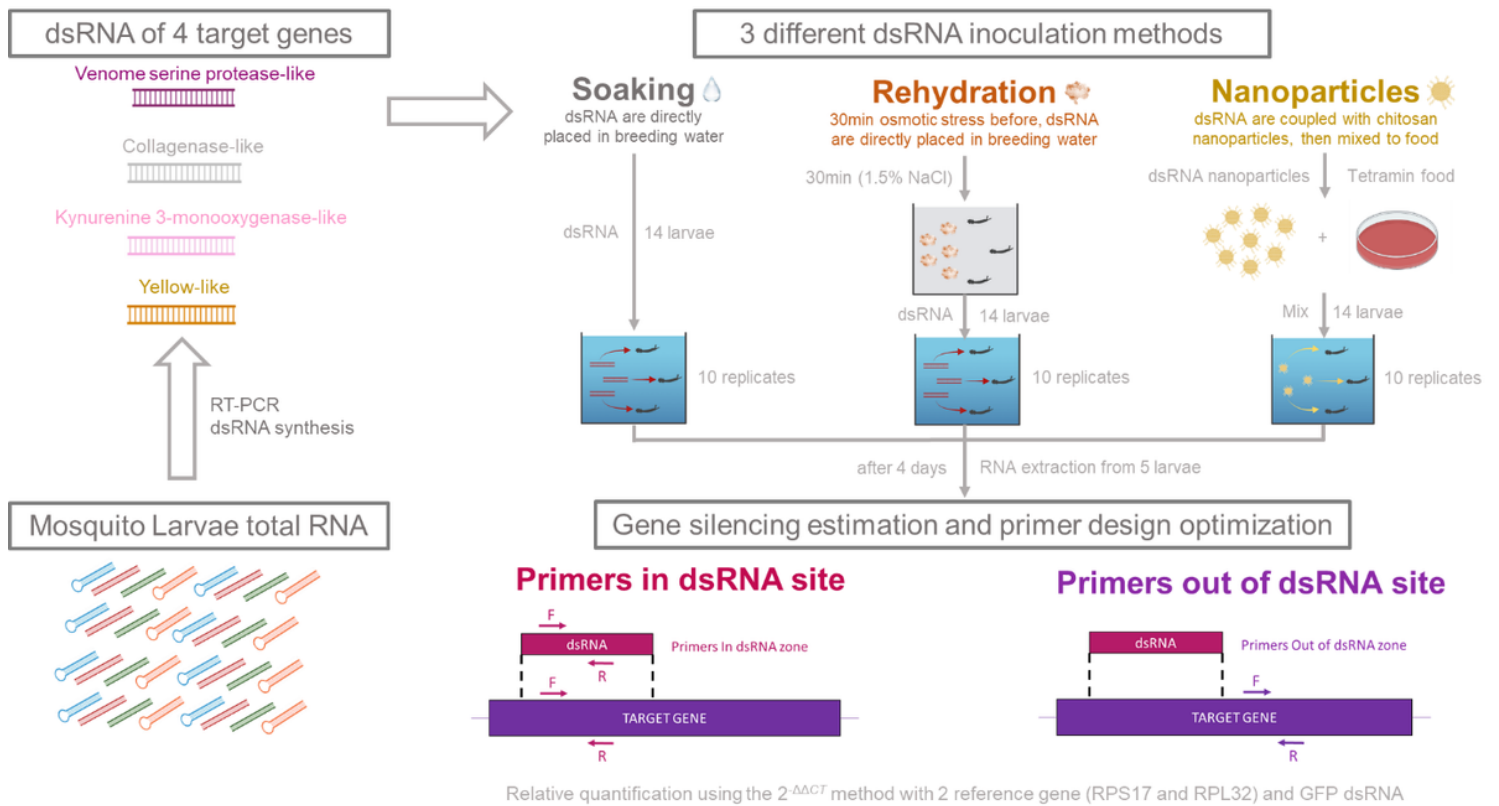 dsRNA of 4 target genes
Venome serine protease-like
Collagenase-like
Kynurenine 3-monooxygenase-like
Yellow-like
RT-PCR
dsRNA synthesis
Mosquito Larvae total RNA
3 different dsRNA inoculation methods
Soaking
dsRNA are directly
placed in breeding water
dsRNA
14 larvae
10 replicates
Rehydration
30min osmotic stress before, dsRNA
are directly placed in breeding water
30min (1.5% NaCl)
dsRNA
14 larvae
10 replicates
Nanoparticles
dsRNA are coupled with chitosan
nanoparticles, then mixed to food
dsRNA nanoparticles
Tetramin food
+
Mix
14 larvae
10 replicates
after 4 days
RNA extraction from 5 larvae
Gene silencing estimation and primer design optimization
Primers in dsRNA site
F
dsRNA
Primers In dsRNA zone
R
F
TARGET GENE
R
Primers out of dsRNA site
dsRNA
Primers Out of dsRNA zone
F
TARGET GENE
R
Relative quantification using the 2^-ΔΔCT method with 2 reference gene (RPS17 and RPL32) and GFP dsRNA